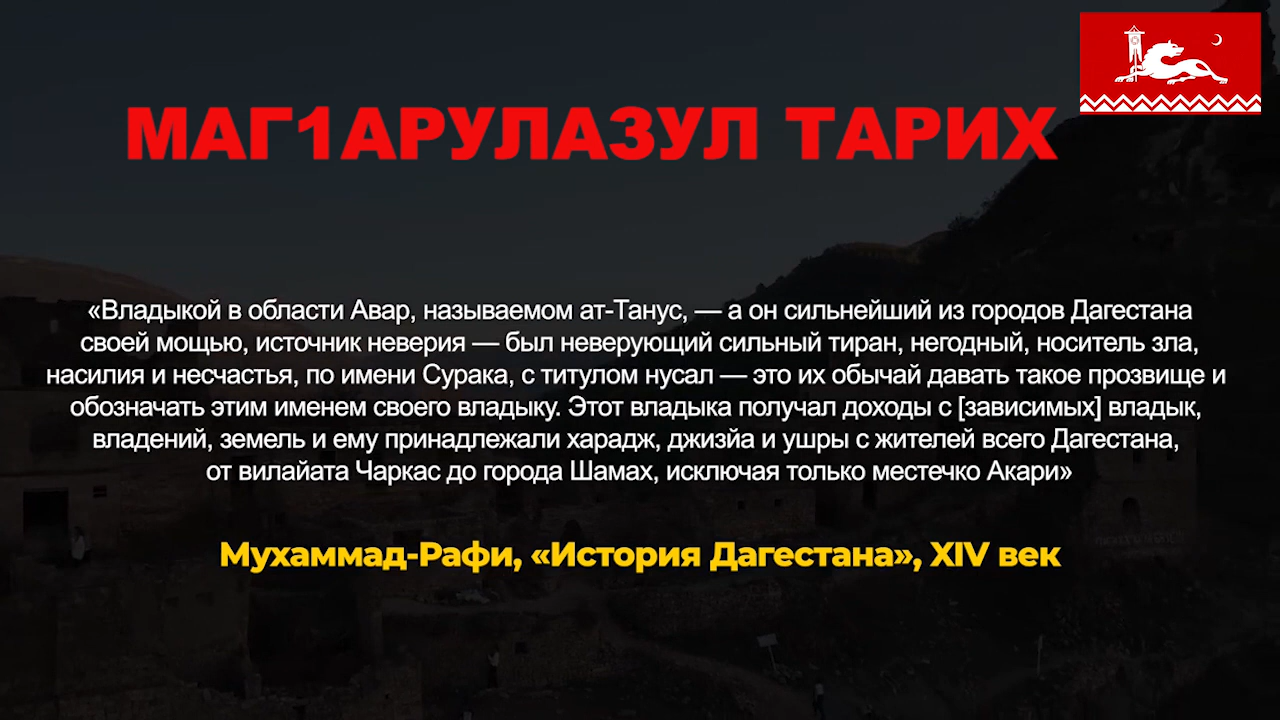 МАГ1АРУЛАЗУЛ ТАРИХ
«Владыкой в области Авар, называемом ат-Танус, — а он сильнейший из городов Дагестана
своей мощью, источник неверия — был неверующий сильный тиран, негодный, носитель зла,
насилия и несчастья, по имени Сурака, с титулом нусал — это их обычай давать такое прозвище и
обозначать этим именем своего владыку. Этот владыка получал доходы с [зависимых] владык,
владений, земель и ему принадлежали харадж, джизйа и ушры с жителей всего Дагестана,
от вилайата Чаркас до города Шамах, исключая только местечко Акари»
Мухаммад-Рафи, «История Дагестана», XIV век